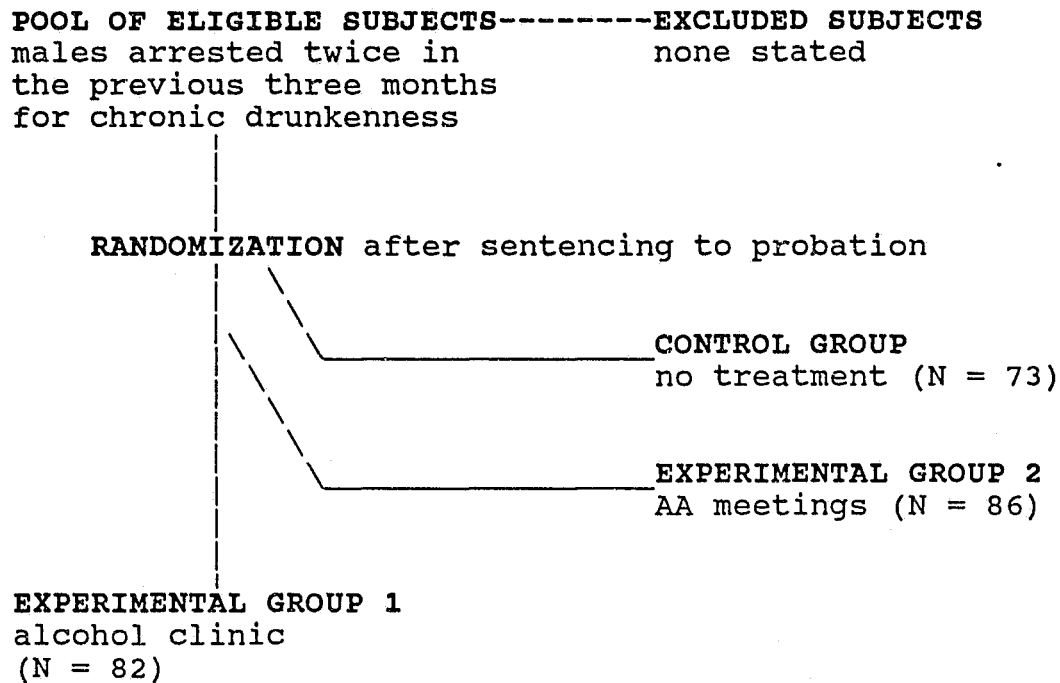 POOL OF ELIGIBLE SUBJECTS--------EXCLUDED SUBJECTS
males arrested twice in none stated
the previous three months
for chronic drunkenness
RANDOMIZATION after sentencing to probation
CONTROL GROUP
no treatment (N = 73)
EXPERIMENTAL GROUP 2
AA meetings (N = 86)
EXPERIMENTAL GROUP 1
alcohol clinic
(N = 82)